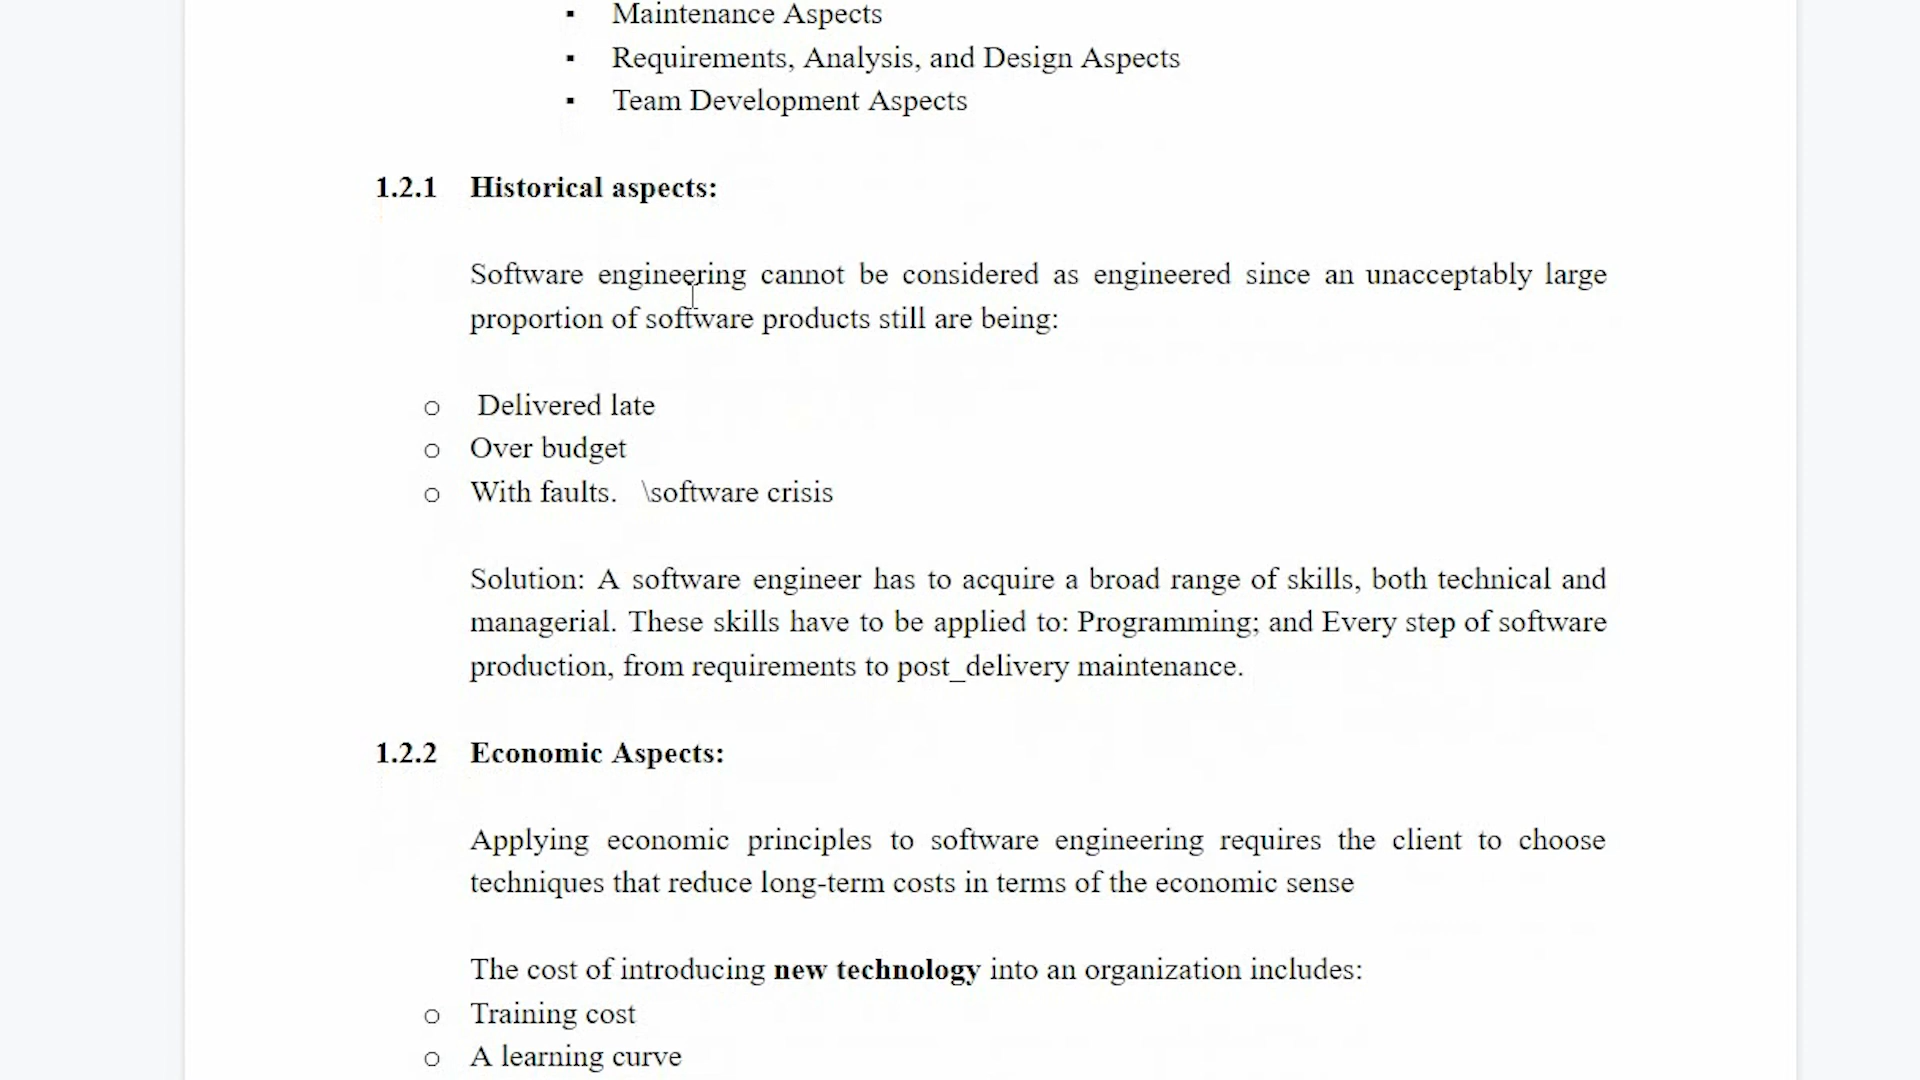 ▪ Maintenance Aspects
▪ Requirements, Analysis, and Design Aspects
▪ Team Development Aspects
1.2.1 Historical aspects:
Software engineering cannot be considered as engineered since an unacceptably large
proportion of software products still are being:
o Delivered late
o Over budget
o With faults. \software crisis
Solution: A software engineer has to acquire a broad range of skills, both technical and
managerial. These skills have to be applied to: Programming; and Every step of software
production, from requirements to post_delivery maintenance.
1.2.2 Economic Aspects:
Applying economic principles to software engineering requires the client to choose
techniques that reduce long-term costs in terms of the economic sense
The cost of introducing new technology into an organization includes:
o Training cost
o A learning curve